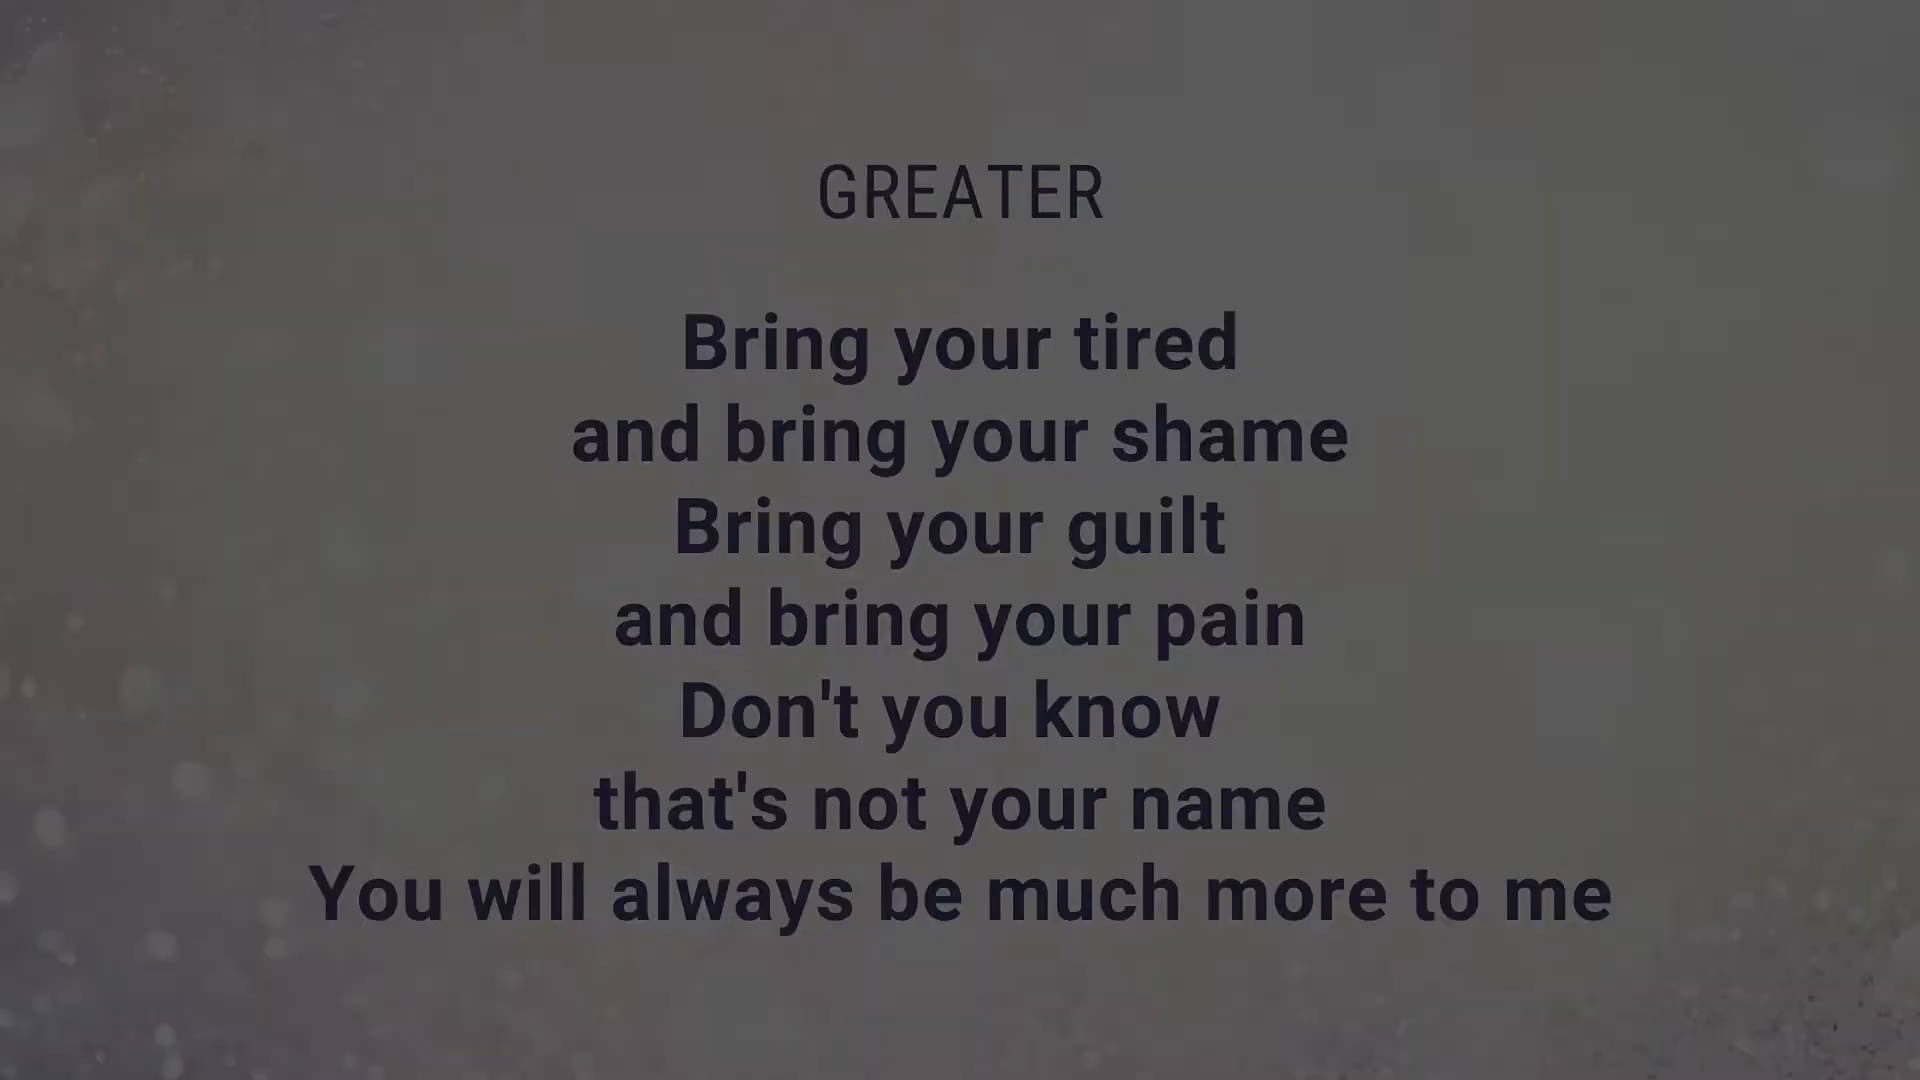 GREATER
Bring your tired
and bring your shame
Bring your guilt
and bring your pain
Don't you know
that's not your name
You will always be much more to me